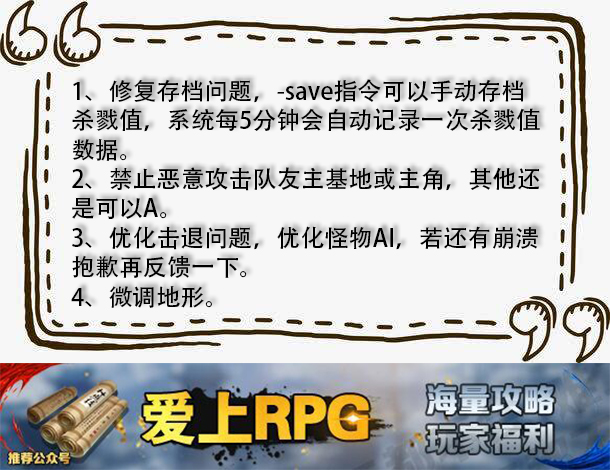 1、修复存档问题，-save指令可以手动存档
杀戮值，系统每5分钟会自动记录一次杀戮值
数据。
2、禁止恶意攻击队友主基地或主角，其他还
是可以A。
3、优化击退问题，优化怪物AI，若还有崩溃
抱歉再反馈一下。
4、微调地形。
爱上RPG
海量攻略
玩家福利
推荐公众号